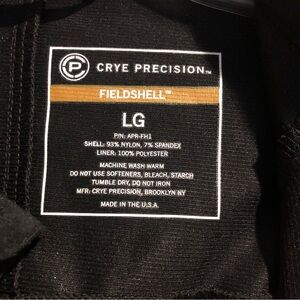 CRYE PRECISION™
FIELDSHELL™
LG
P/N: APR-FH1
SHELL: 93% NYLON, 7% SPANDEX
LINER: 100% POLYESTER
MACHINE WASH WARM
DO NOT USE SOFTENERS, BLEACH, STARCH
TUMBLE DRY, DO NOT IRON
MFR: CRYE PRECISION, BROOKLYN NY
MADE IN THE U.S.A.